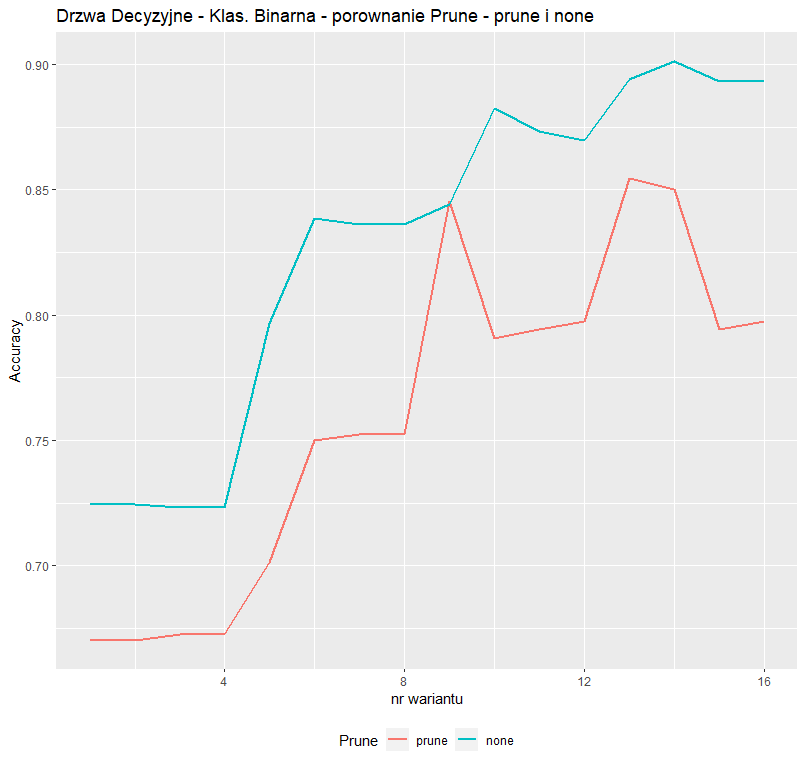 Drzwa Decyzyjne - Klas. Binarna - porownanie Prune - prune i none
0.90
0.85
0.80
0.75
0.70
Accuracy
4 8 12 16
nr wariantu
Prune prune none